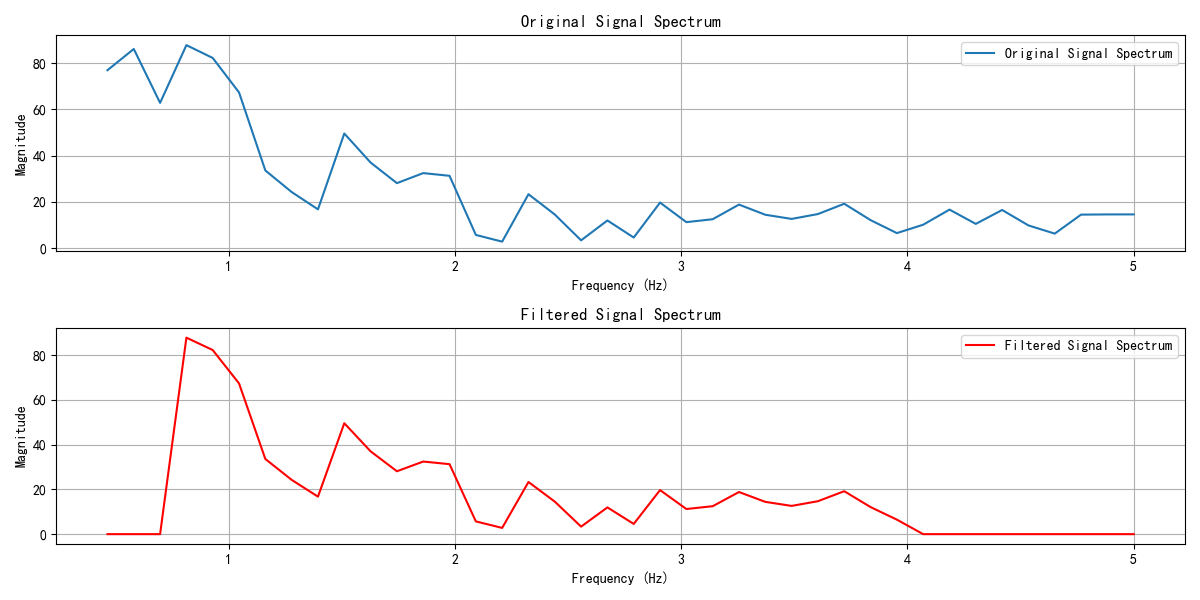 Original Signal Spectrum
Original Signal Spectrum
Magnitude
80
60
40
20
0
1 2 3 4 5
Frequency (Hz)
Filtered Signal Spectrum
Filtered Signal Spectrum
Magnitude
80
60
40
20
0
1 2 3 4 5
Frequency (Hz)